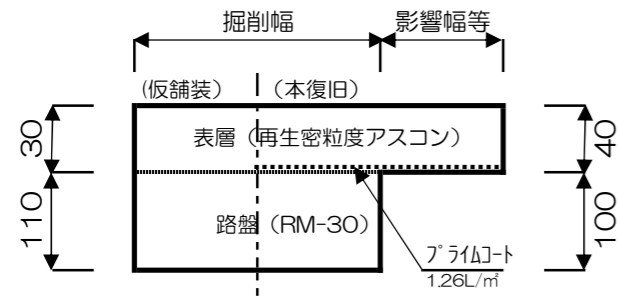 掘削幅 影響幅等
(仮舗装) (本復旧)
30 表層（再生密粒度アスコン） 40
110 路盤（RM-30） 100
プライムコート
1.26L/㎡